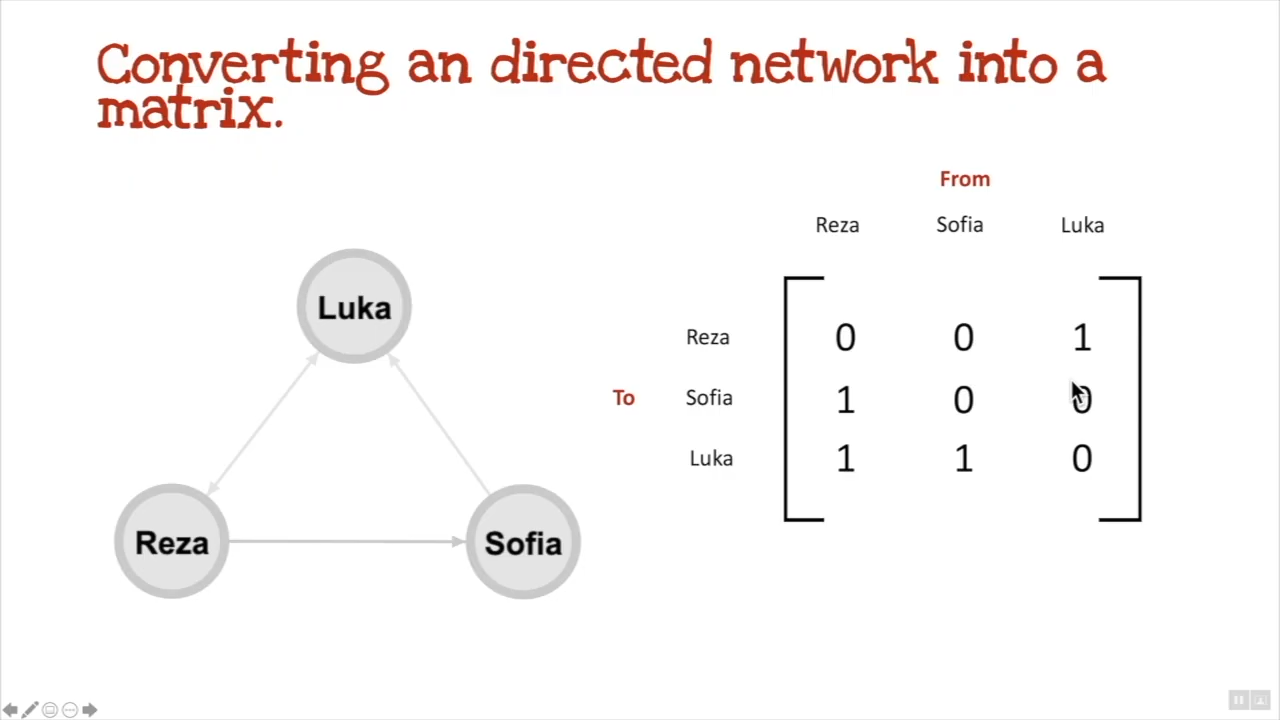 Converting an directed network into a
matrix.
From
Reza Sofia Luka
Luka
Reza 0 0 1
To Sofia 1 0 0
Luka 1 1 0
Reza Sofia